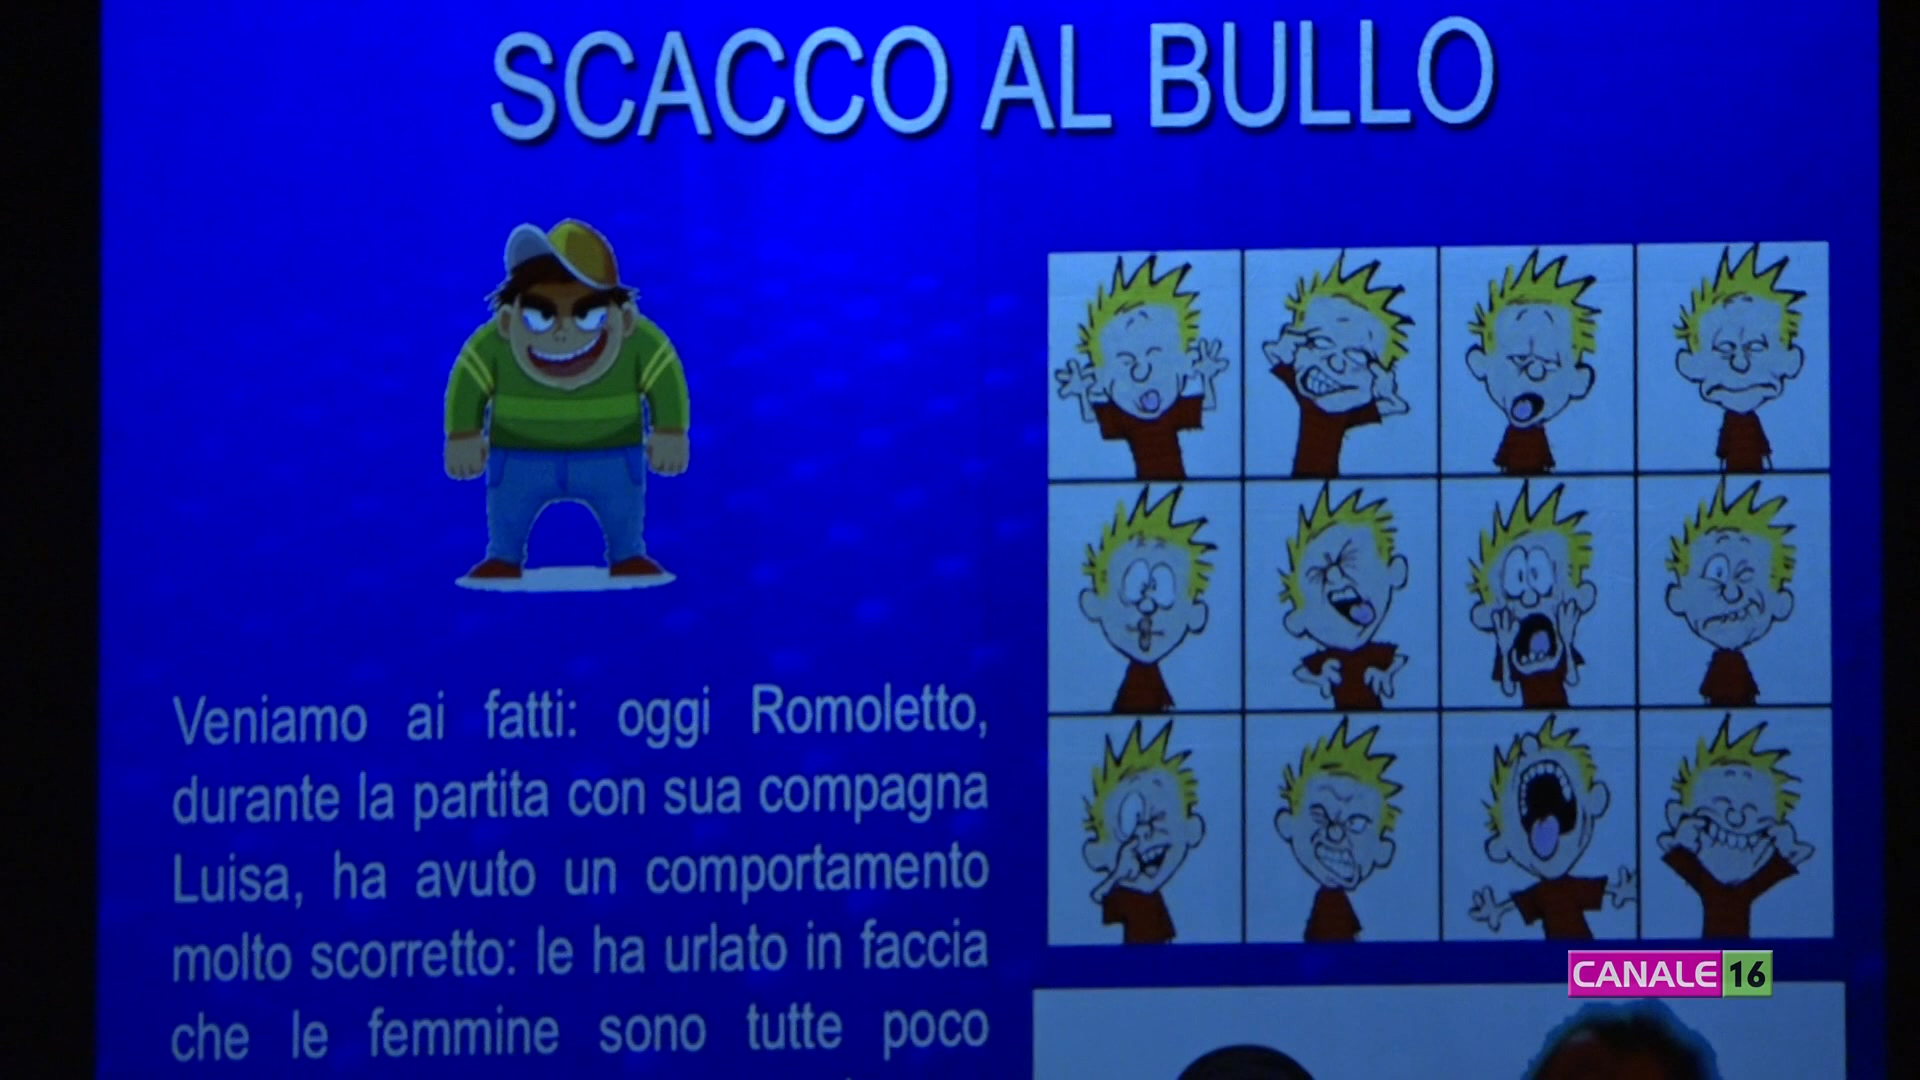 SCACCO AL BULLO
Veniamo ai fatti: oggi Romoletto,
durante la partita con sua compagna
Luisa, ha avuto un comportamento
molto scorretto: le ha urlato in faccia
che le femmine sono tutte poco
CANALE 16